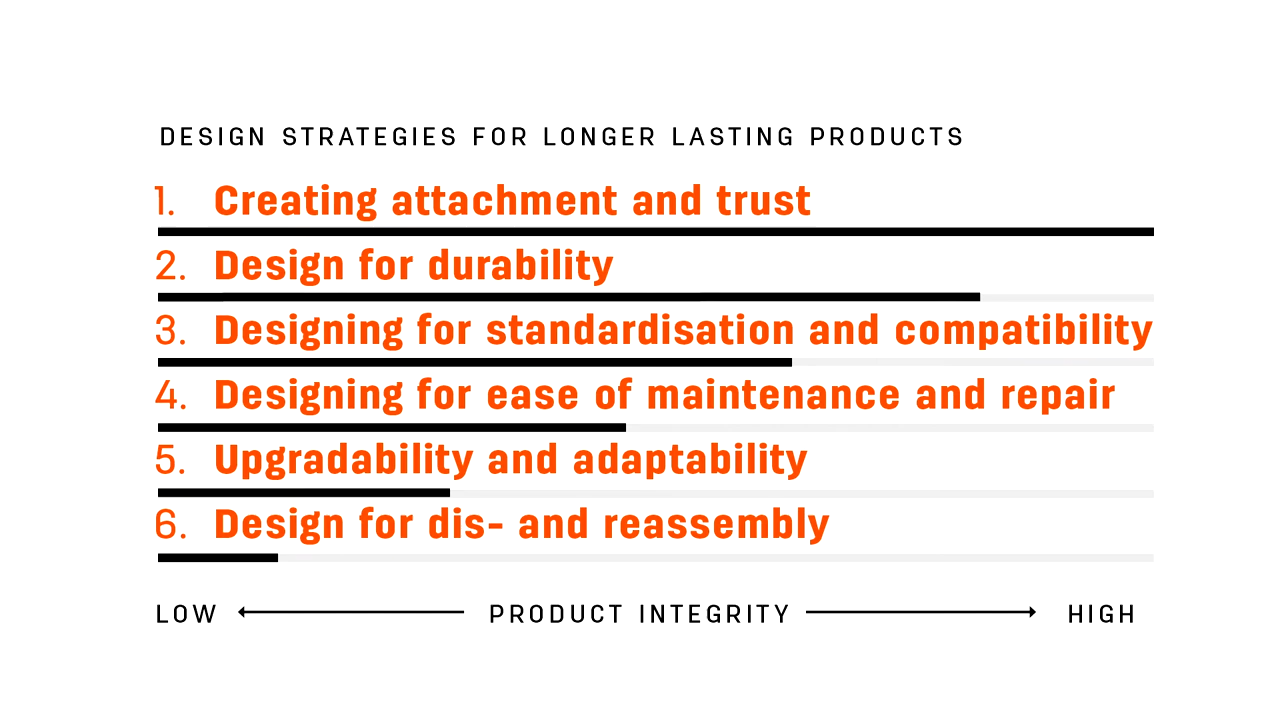 DESIGN STRATEGIES FOR LONGER LASTING PRODUCTS
1. Creating attachment and trust
2. Design for durability
3. Designing for standardisation and compatibility
4. Designing for ease of maintenance and repair
5. Upgradability and adaptability
6. Design for dis- and reassembly
LOW PRODUCT INTEGRITY HIGH